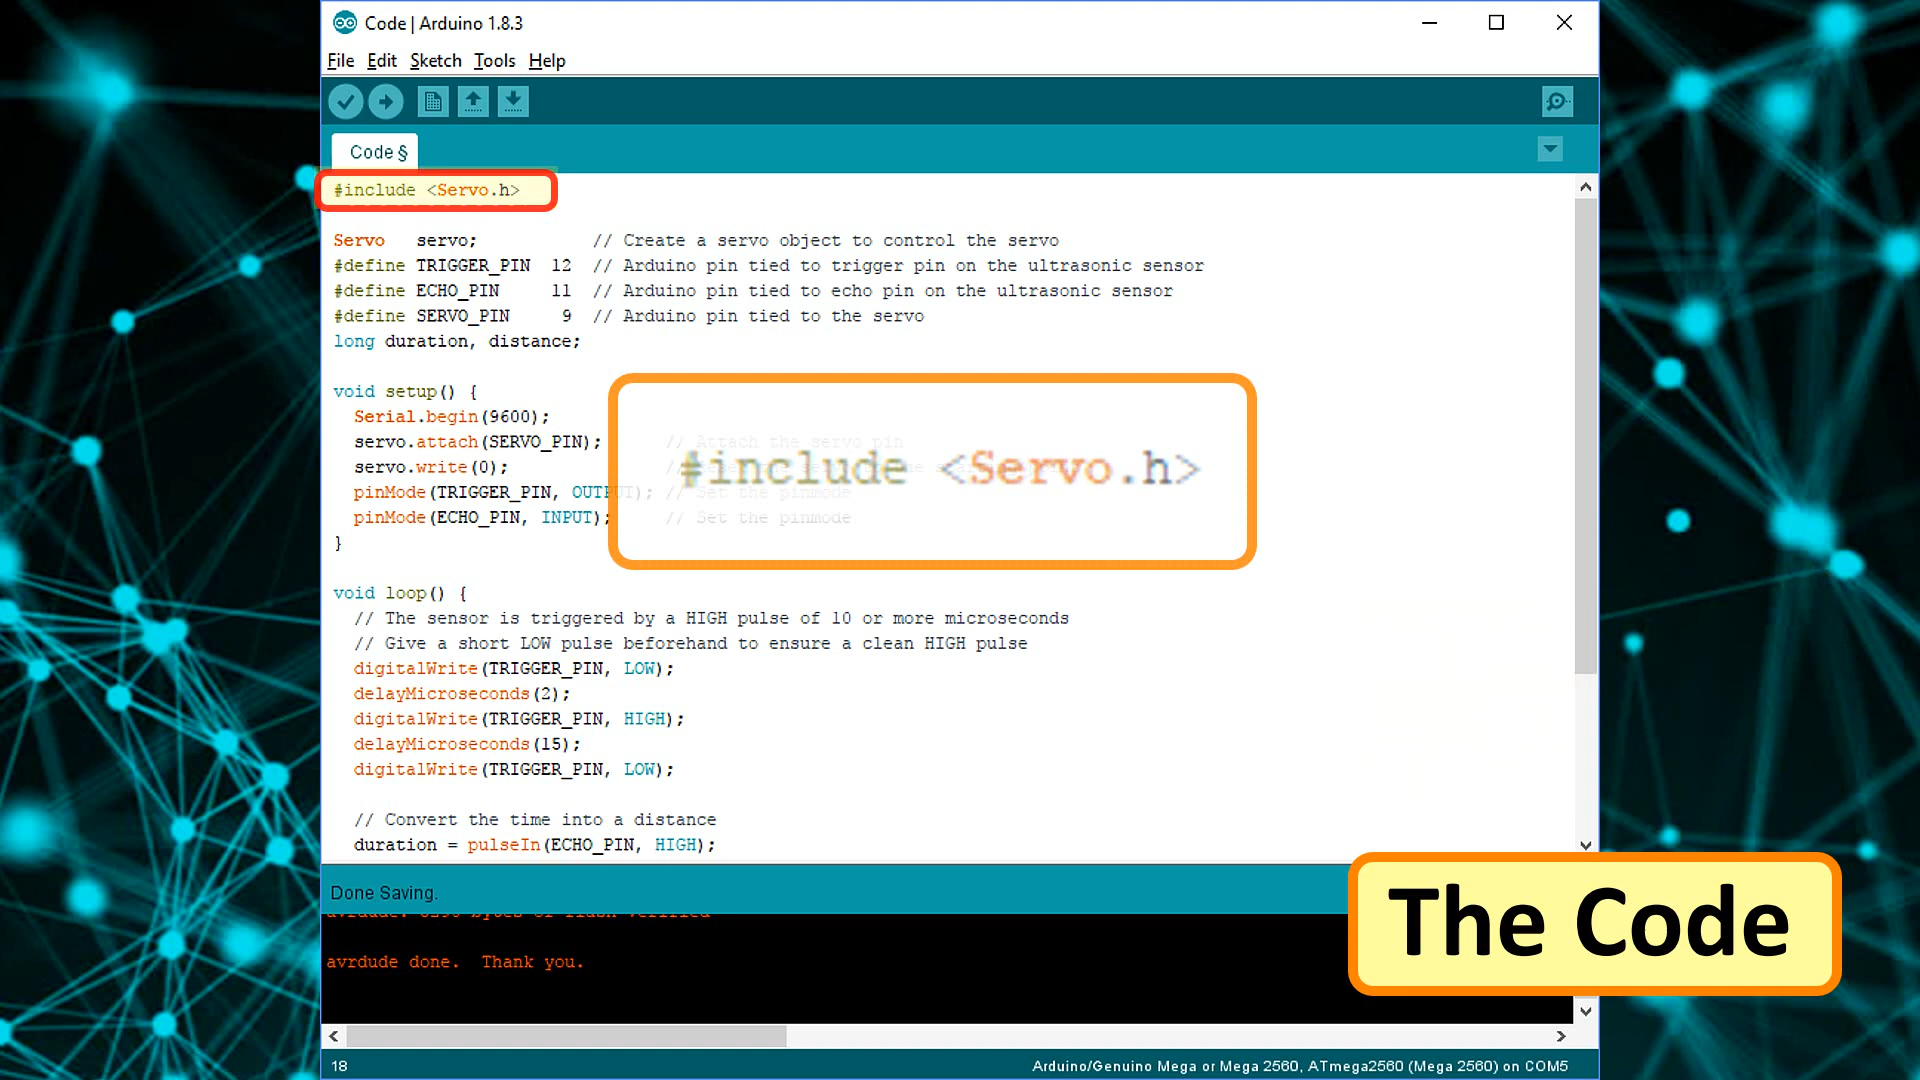 Code | Arduino 1.8.3
File Edit Sketch Tools Help
Code §
#include <Servo.h>
Servo   servo;           // Create a servo object to control the servo
#define TRIGGER_PIN  12  // Arduino pin tied to trigger pin on the ultrasonic sensor
#define ECHO_PIN     11  // Arduino pin tied to echo pin on the ultrasonic sensor
#define SERVO_PIN     9  // Arduino pin tied to the servo
long duration, distance;
void setup() {
  Serial.begin(9600);
  servo.attach(SERVO_PIN);      // Attach the servo pin
  servo.write(0);               //
#include <Servo.h>
  pinMode(TRIGGER_PIN, OUTPUT); // Set the pinmode
  pinMode(ECHO_PIN, INPUT);     // Set the pinmode
}
void loop() {
  // The sensor is triggered by a HIGH pulse of 10 or more microseconds
  // Give a short LOW pulse beforehand to ensure a clean HIGH pulse
  digitalWrite(TRIGGER_PIN, LOW);
  delayMicroseconds(2);
  digitalWrite(TRIGGER_PIN, HIGH);
  delayMicroseconds(15);
  digitalWrite(TRIGGER_PIN, LOW);
  // Convert the time into a distance
  duration = pulseIn(ECHO_PIN, HIGH);
Done Saving.
The Code
avrdude done.  Thank you.
18
Arduino/Genuino Mega or Mega 2560, ATmega2560 (Mega 2560) on COM5